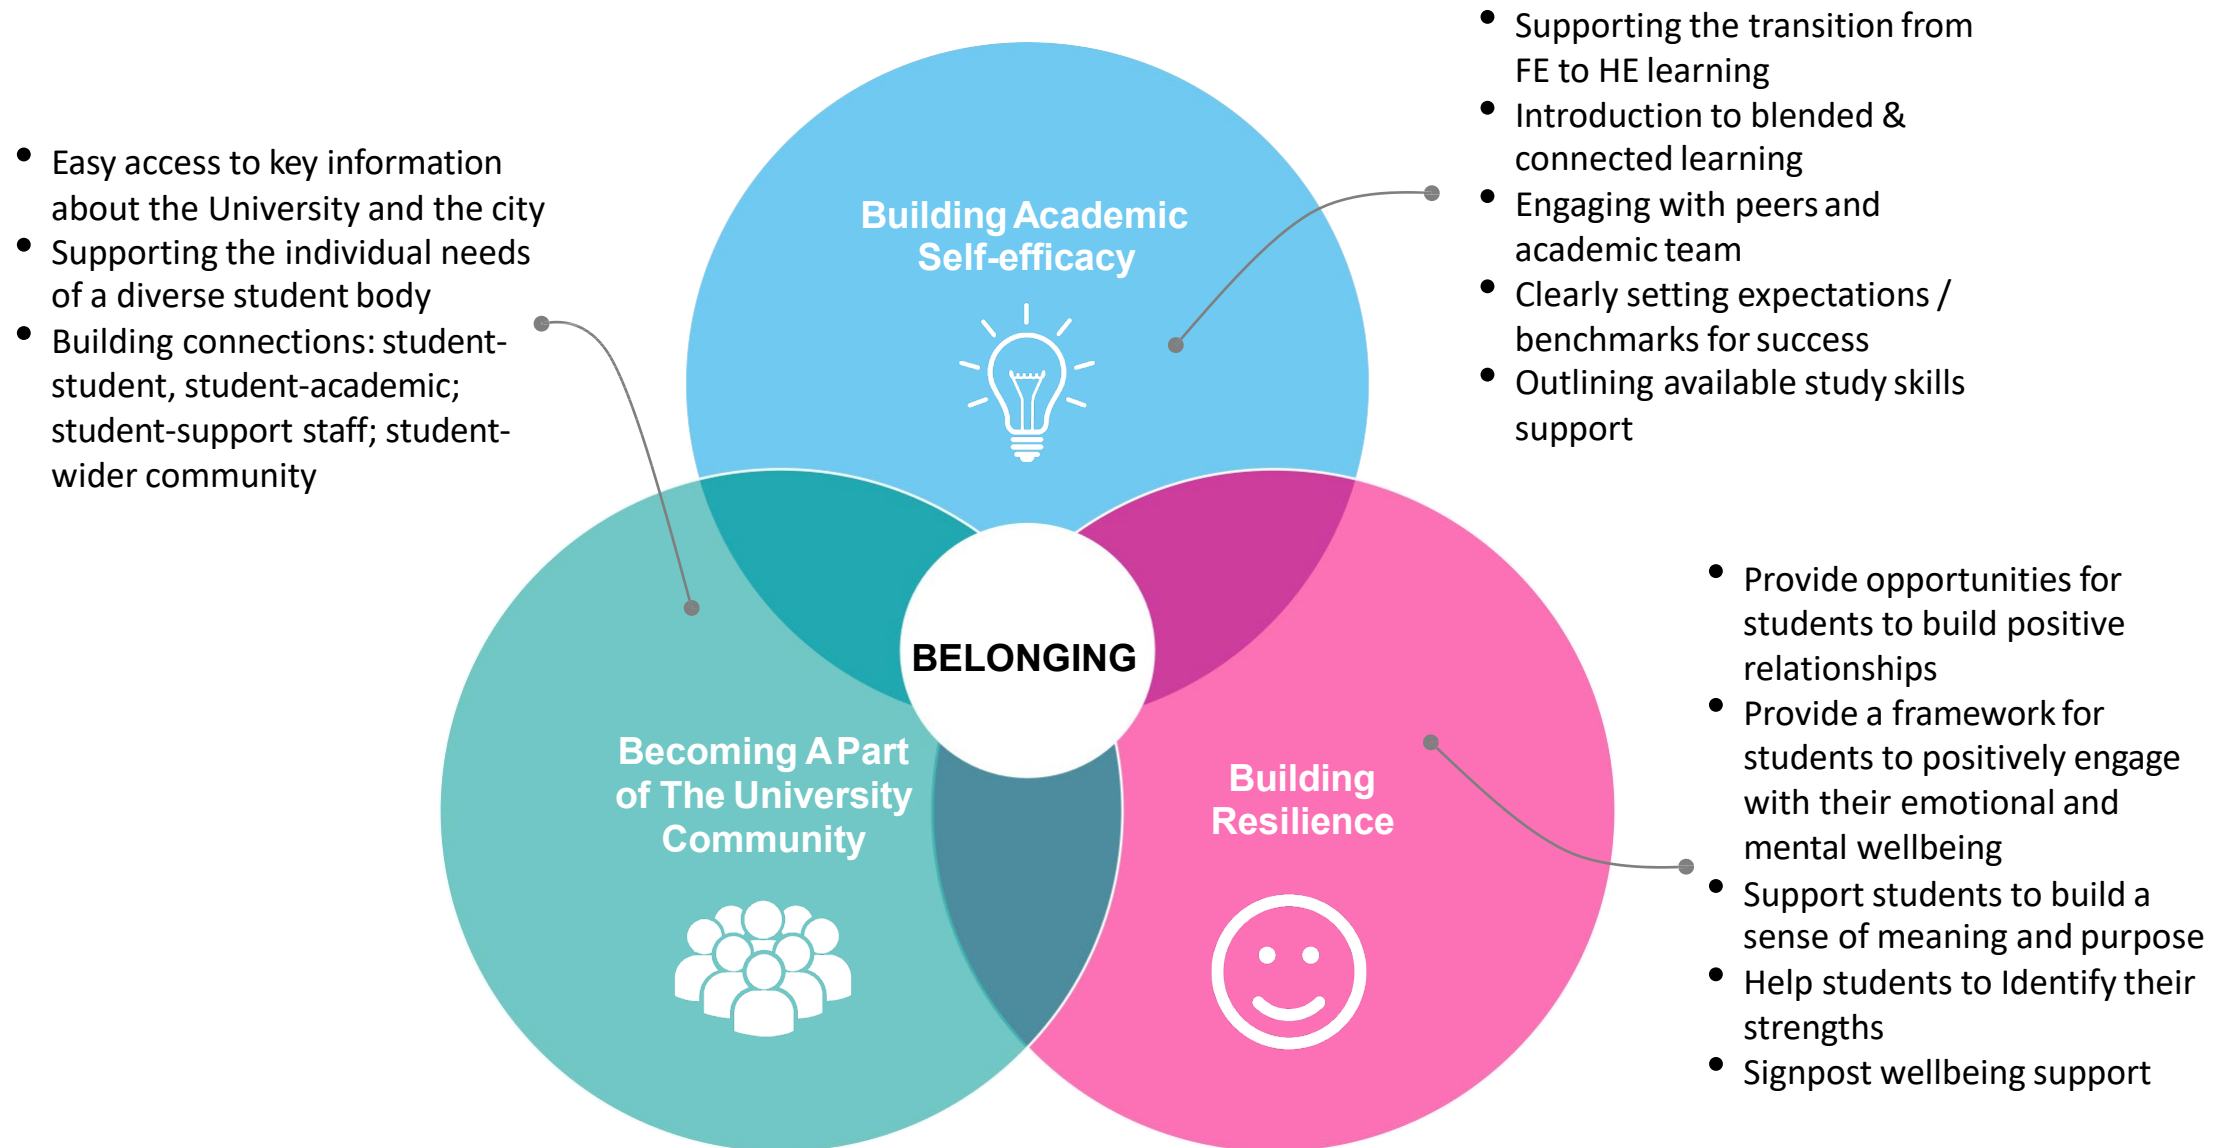 • Supporting the transition from
FE to HE learning
• Introduction to blended &
connected learning
• Engaging with peers and
academic team
• Clearly setting expectations /
benchmarks for success
• Outlining available study skills
support
• Easy access to key information
about the University and the city
• Supporting the individual needs
of a diverse student body
• Building connections: student-
student, student-academic;
student-support staff; student-
wider community
Building Academic
Self-efficacy
BELONGING
Becoming A Part
of The University
Community
Building
Resilience
• Provide opportunities for
students to build positive
relationships
• Provide a framework for
students to positively engage
with their emotional and
mental wellbeing
• Support students to build a
sense of meaning and purpose
• Help students to Identify their
strengths
• Signpost wellbeing support